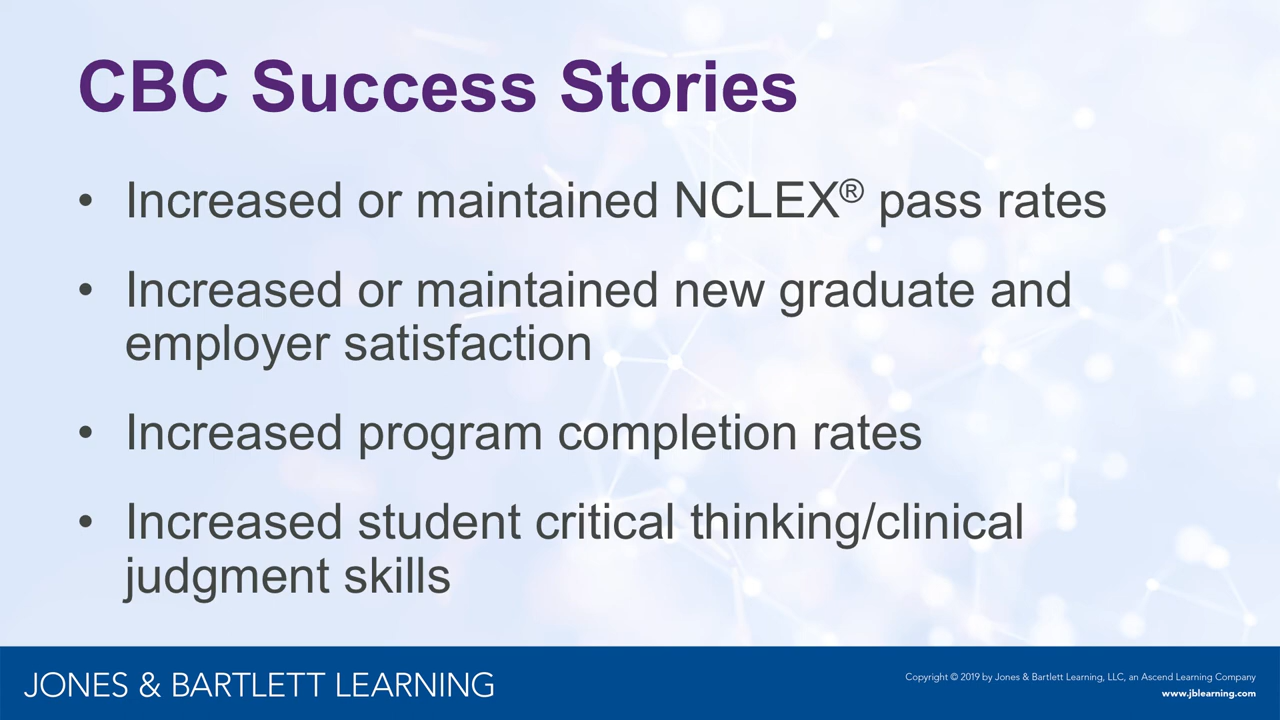 CBC Success Stories
• Increased or maintained NCLEX® pass rates
• Increased or maintained new graduate and
employer satisfaction
• Increased program completion rates
• Increased student critical thinking/clinical
judgment skills
JONES & BARTLETT LEARNING
Copyright © 2019 by Jones & Bartlett Learning, LLC, an Ascend Learning Company
www.jblearning.com